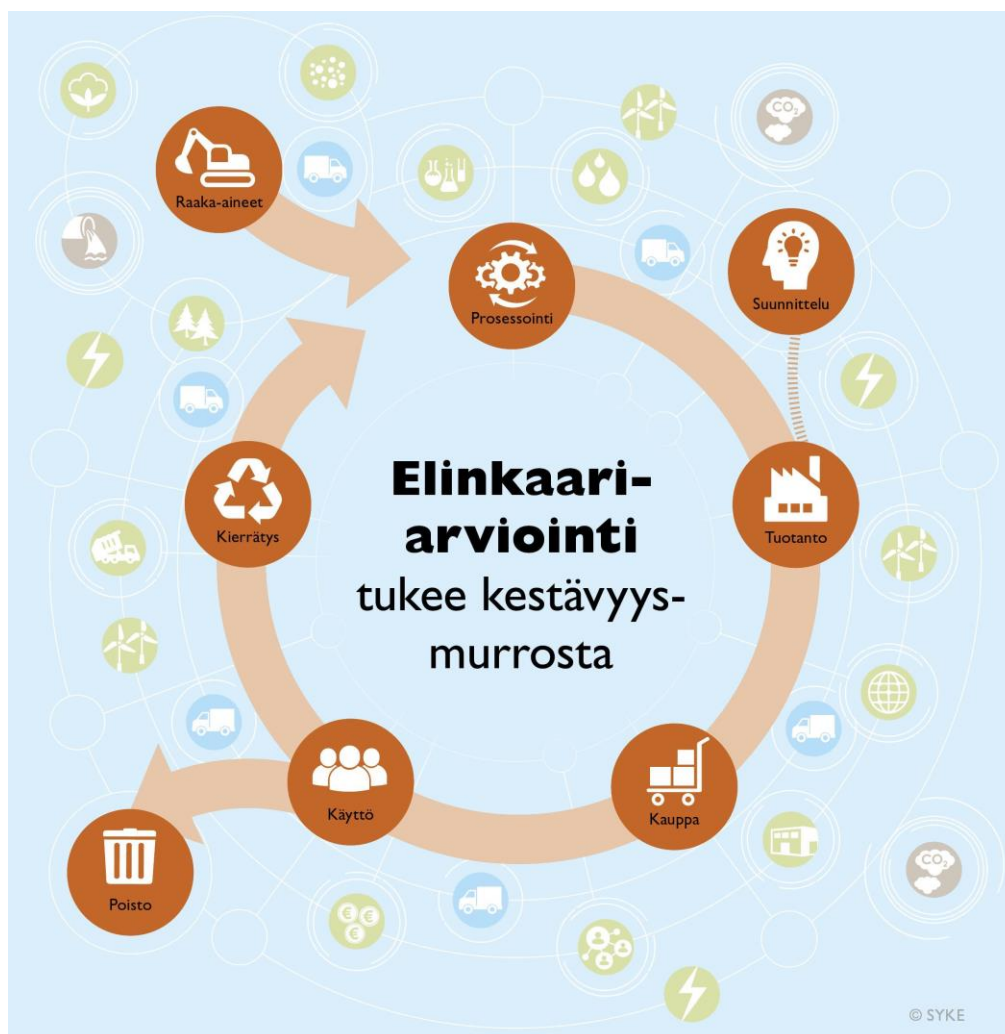 CO₂
Raaka-aineet
Prosessointi
Suunnittelu
Elinkaari-
arviointi
tukee kestävyys-
murrosta
Kierrätys
Tuotanto
Käyttö
Kauppa
Poisto
CO₂
€ € €
© SYKE